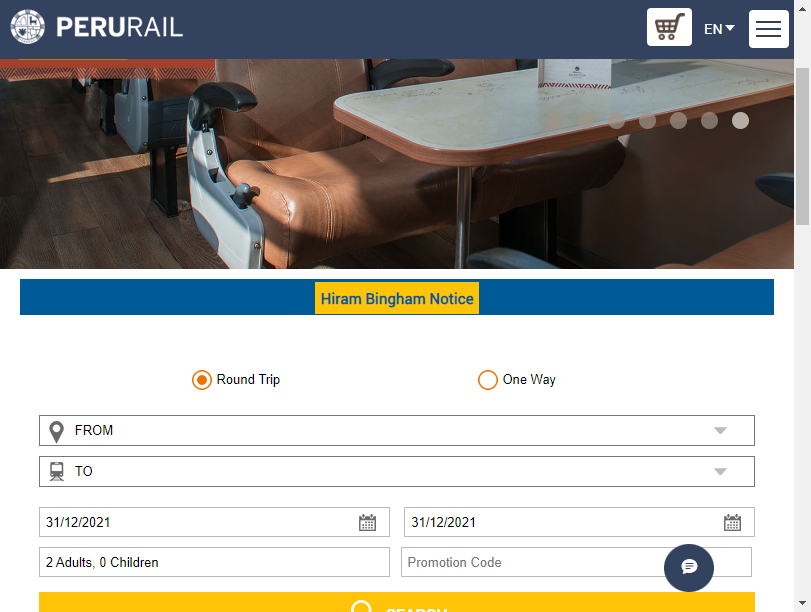 PERURAIL
EN
Hiram Bingham Notice
Round Trip
One Way
FROM
TO
31/12/2021
31/12/2021
2 Adults, 0 Children
Promotion Code
SEARCH